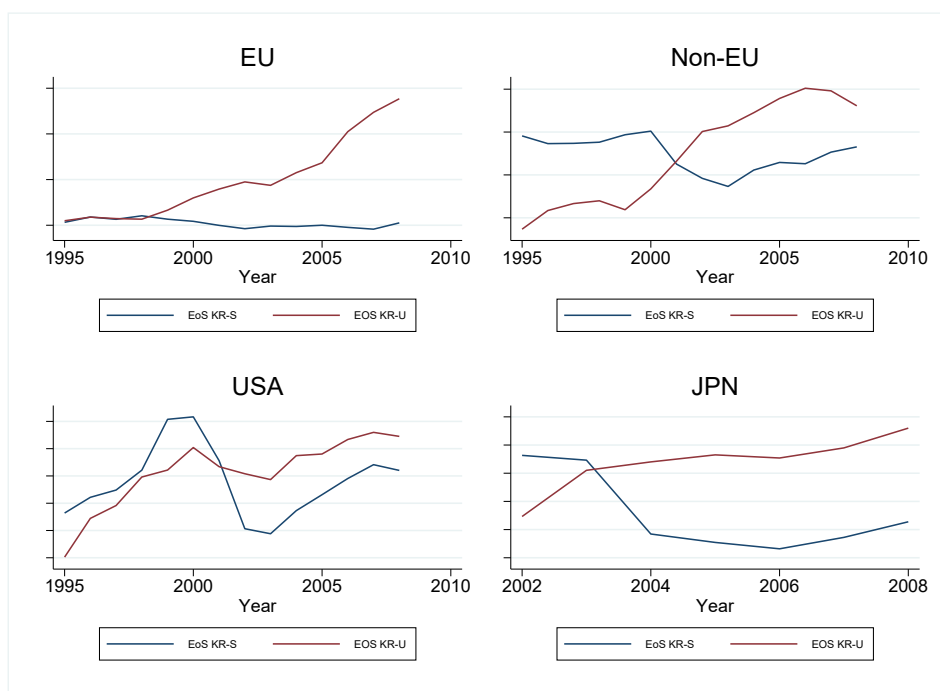 EU
1995 2000 2005 2010
Year
EoS KR-S EOS KR-U
Non-EU
1995 2000 2005 2010
Year
EoS KR-S EOS KR-U
USA
1995 2000 2005 2010
Year
EoS KR-S EOS KR-U
JPN
2002 2004 2006 2008
Year
EoS KR-S EOS KR-U